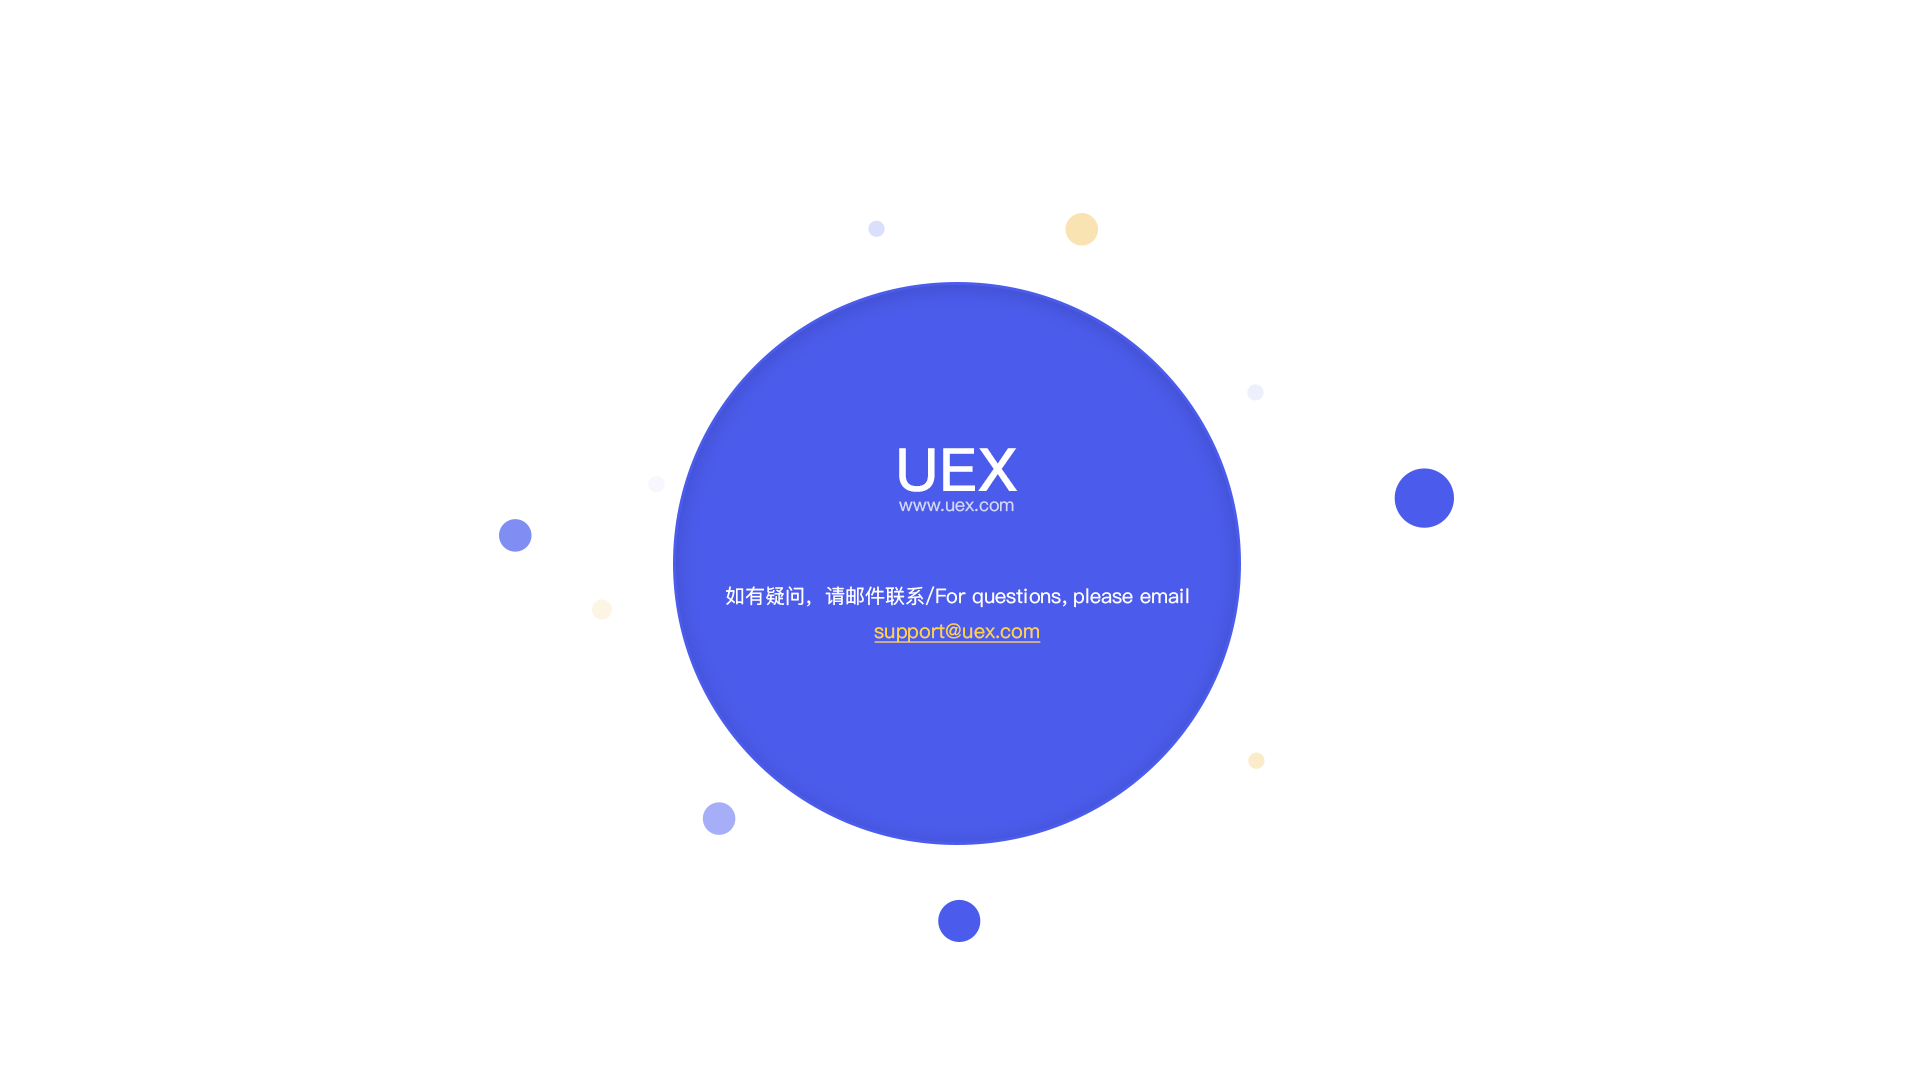 UEX
www.uex.com
如有疑问，请邮件联系/For questions, please email
support@uex.com